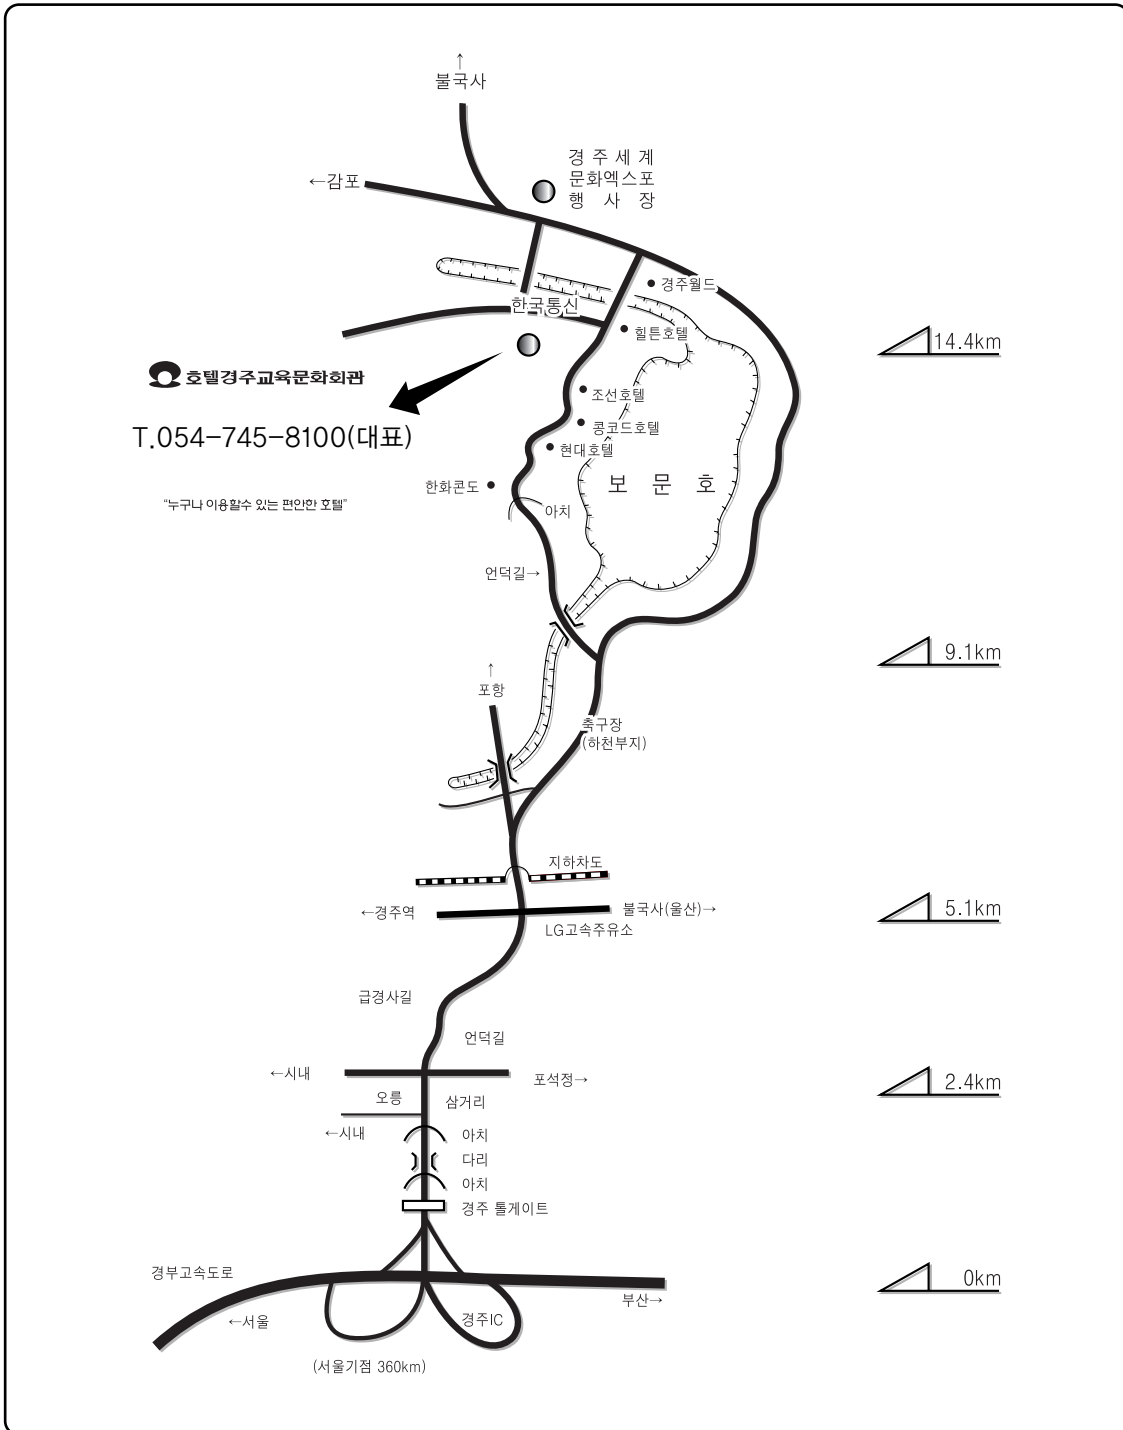 ↑
불국사
경 주 세 계
문화엑스포
행 사 장
←감포
경주월드
한국통신
힐튼호텔
14.4km
호텔경주교육문화회관
조선호텔
T.054-745-8100(대표)
콩코드호텔
현대호텔
한화콘도
보 문 호
"누구나 이용할수 있는 편안한 호텔"
아치
언덕길→
9.1km
↑
포항
축구장
(하천부지)
지하차도
←경주역
불국사(울산)→
5.1km
LG고속주유소
급경사길
언덕길
←시내
포석정→
2.4km
오릉
삼거리
←시내
아치
다리
아치
경주 톨게이트
경부고속도로
0km
부산→
←서울
경주IC
(서울기점 360km)